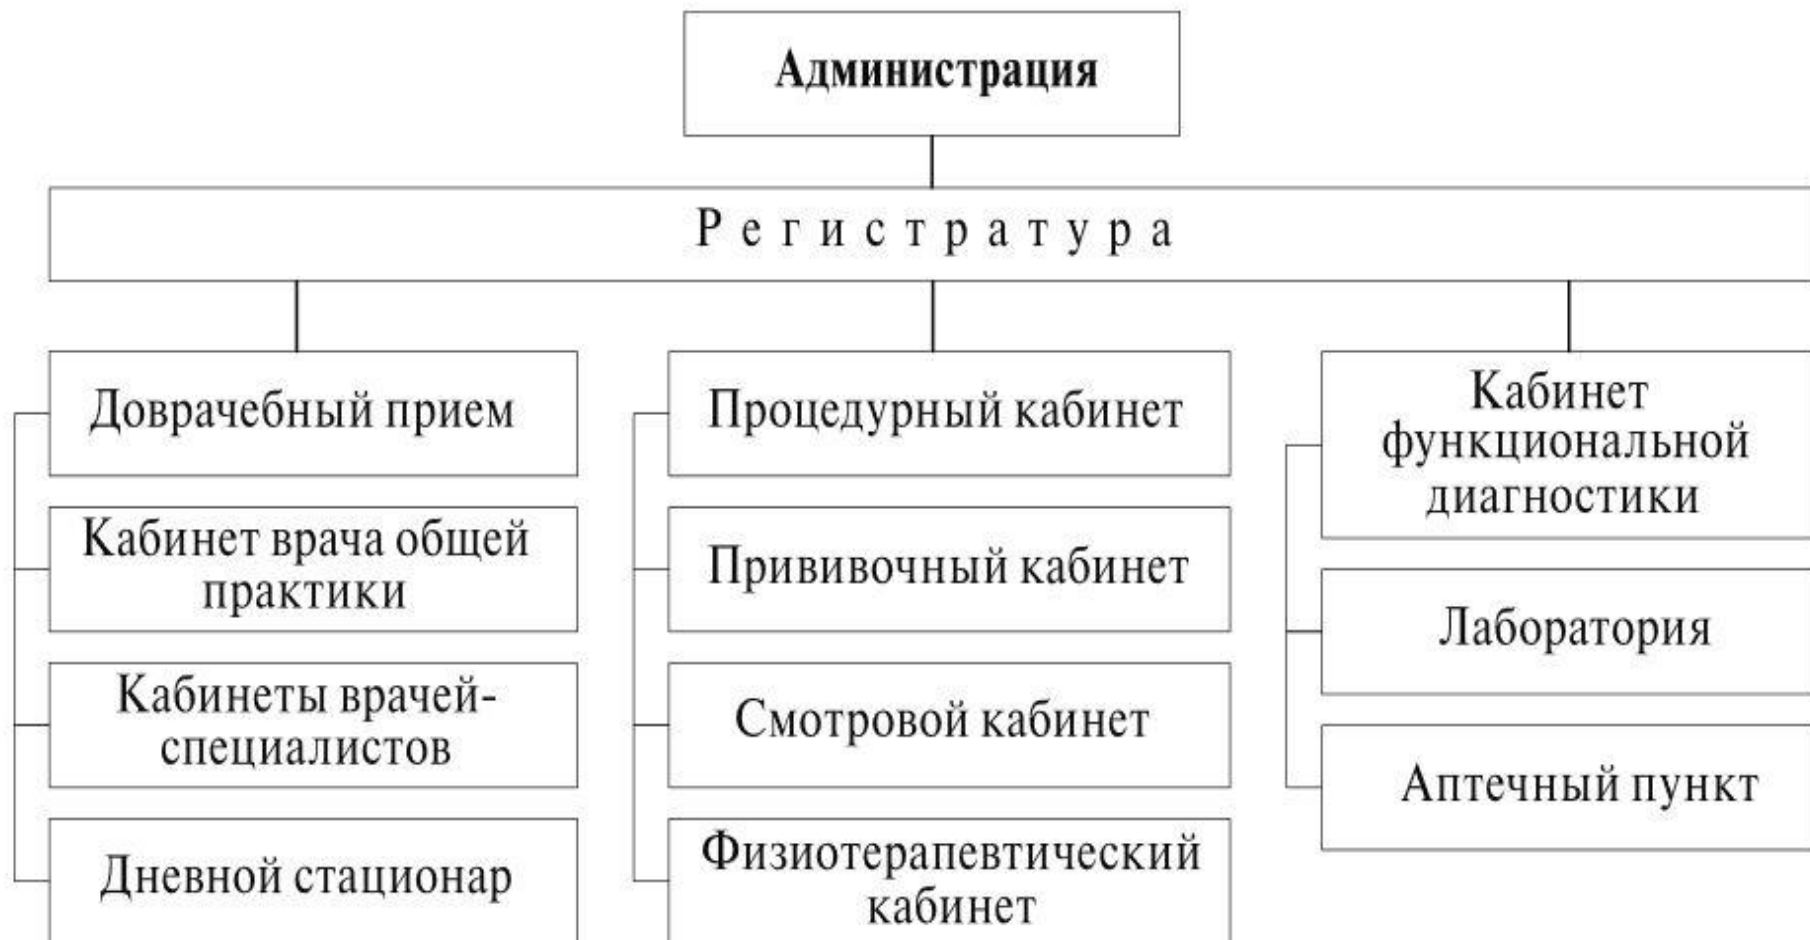 Администрация
Регистратура
Доврачебный прием
Кабинет врача общей
практики
Кабинеты врачей-
специалистов
Дневной стационар
Процедурный кабинет
Прививочный кабинет
Смотровой кабинет
Физиотерапевтический
кабинет
Кабинет
функциональной
диагностики
Лаборатория
Аптечный пункт